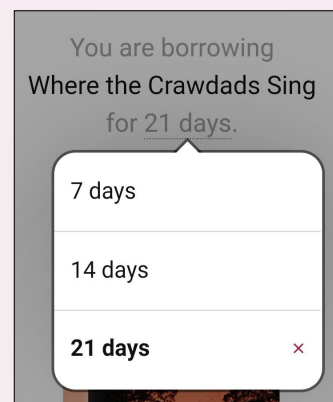 You are borrowing
Where the Crawdads Sing
for 21 days.
7 days
14 days
21 days